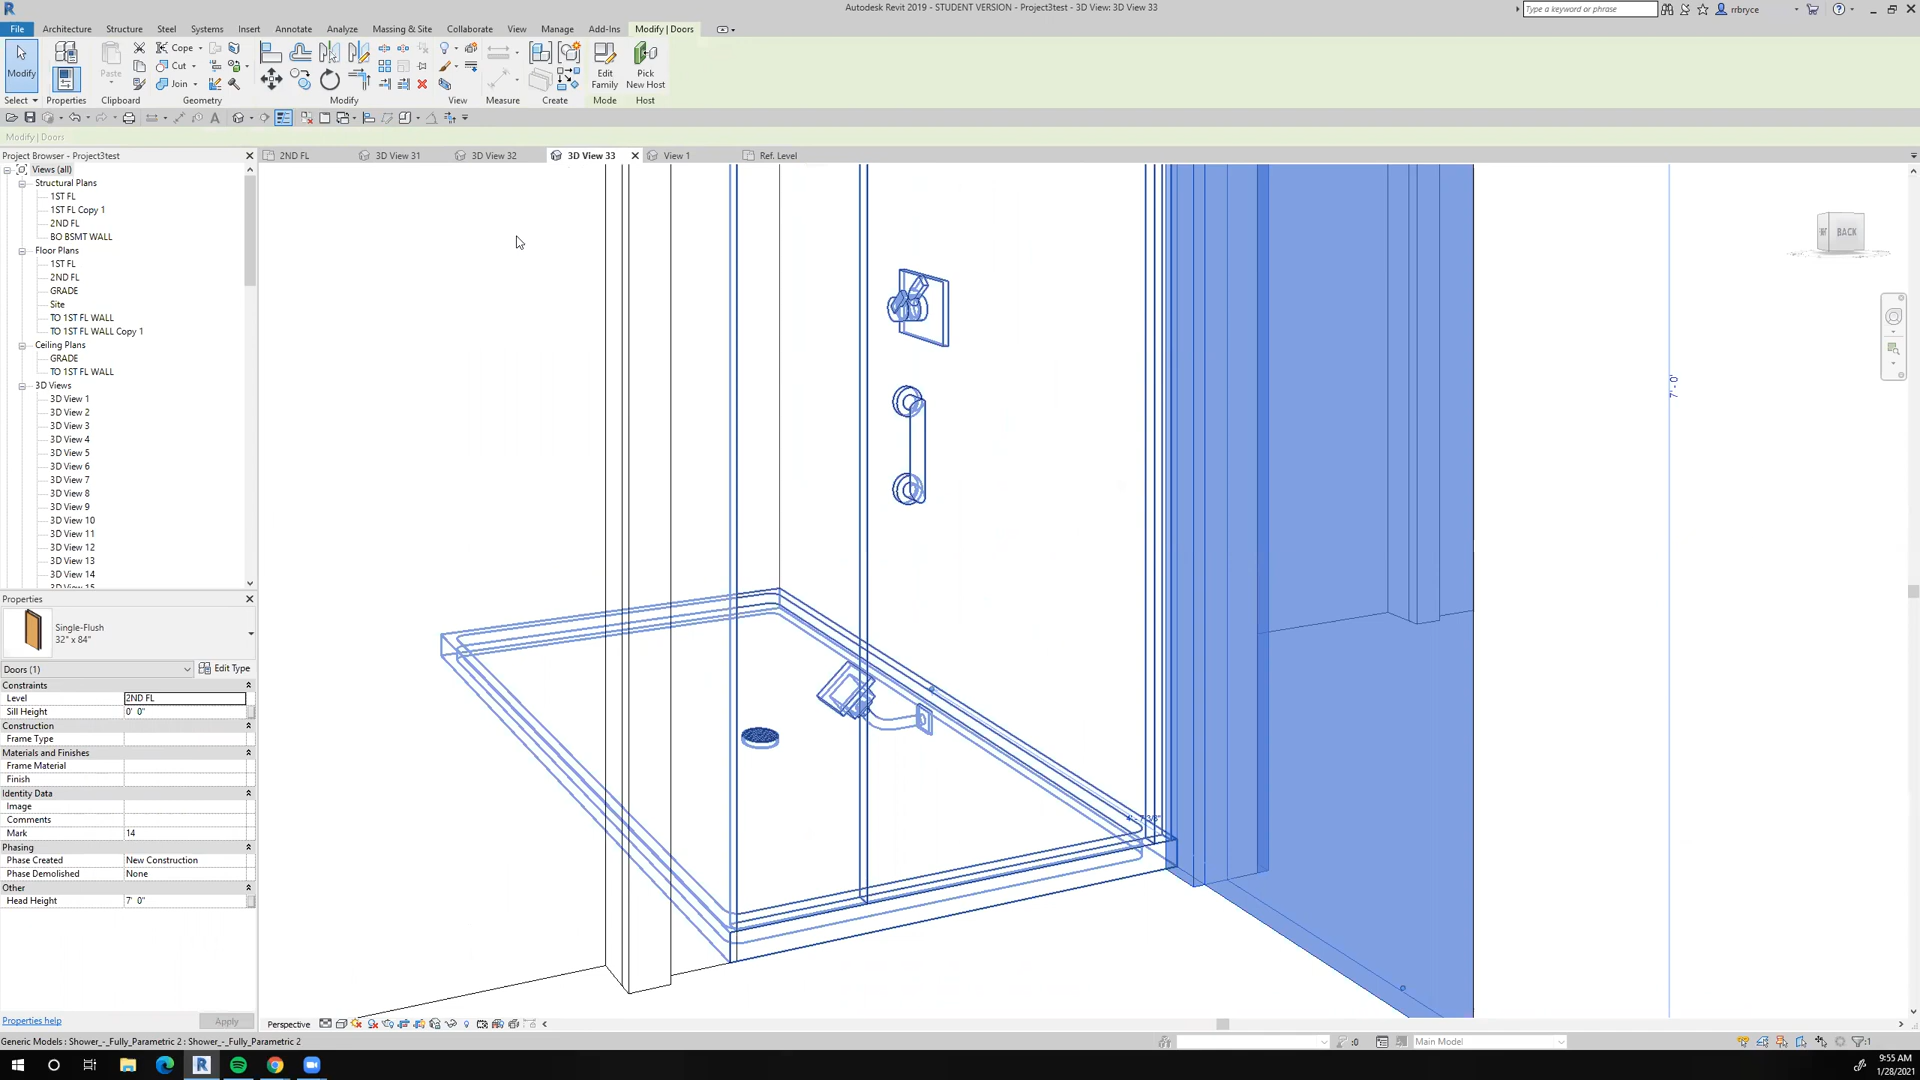 Autodesk Revit 2019 - STUDENT VERSION - Project3test - 3D View: 3D View 33
Type a keyword or phrase
rrbryce
File Architecture Structure Steel Systems Insert Annotate Analyze Massing & Site Collaborate View Manage Add-Ins Modify | Doors
Modify
Paste
Cope
Cut
Join
Edit Family
Pick New Host
Select Properties Clipboard Geometry Modify View Measure Create Mode Host
Modify | Doors
Project Browser - Project3test
2ND FL 3D View 31 3D View 32 3D View 33 View 1 Ref. Level
Views (all)
Structural Plans
1ST FL
1ST FL Copy 1
2ND FL
BO BSMT WALL
Floor Plans
1ST FL
2ND FL
GRADE
Site
TO 1ST FL WALL
TO 1ST FL WALL Copy 1
Ceiling Plans
GRADE
TO 1ST FL WALL
3D Views
3D View 1
3D View 2
3D View 3
3D View 4
3D View 5
3D View 6
3D View 7
3D View 8
3D View 9
3D View 10
3D View 11
3D View 12
3D View 13
3D View 14
3D View 15
BACK
7' - 0"
4' - 7 3/8"
Properties
Single-Flush
32" x 84"
Doors (1) Edit Type
Constraints
Level 2ND FL
Sill Height 0' 0"
Construction
Frame Type
Materials and Finishes
Frame Material
Finish
Identity Data
Image
Comments
Mark 14
Phasing
Phase Created New Construction
Phase Demolished None
Other
Head Height 7' 0"
Properties help Apply
Perspective
Generic Models : Shower_-_Fully_Parametric 2 : Shower_-_Fully_Parametric 2
:0
Main Model
:1
9:55 AM
1/28/2021